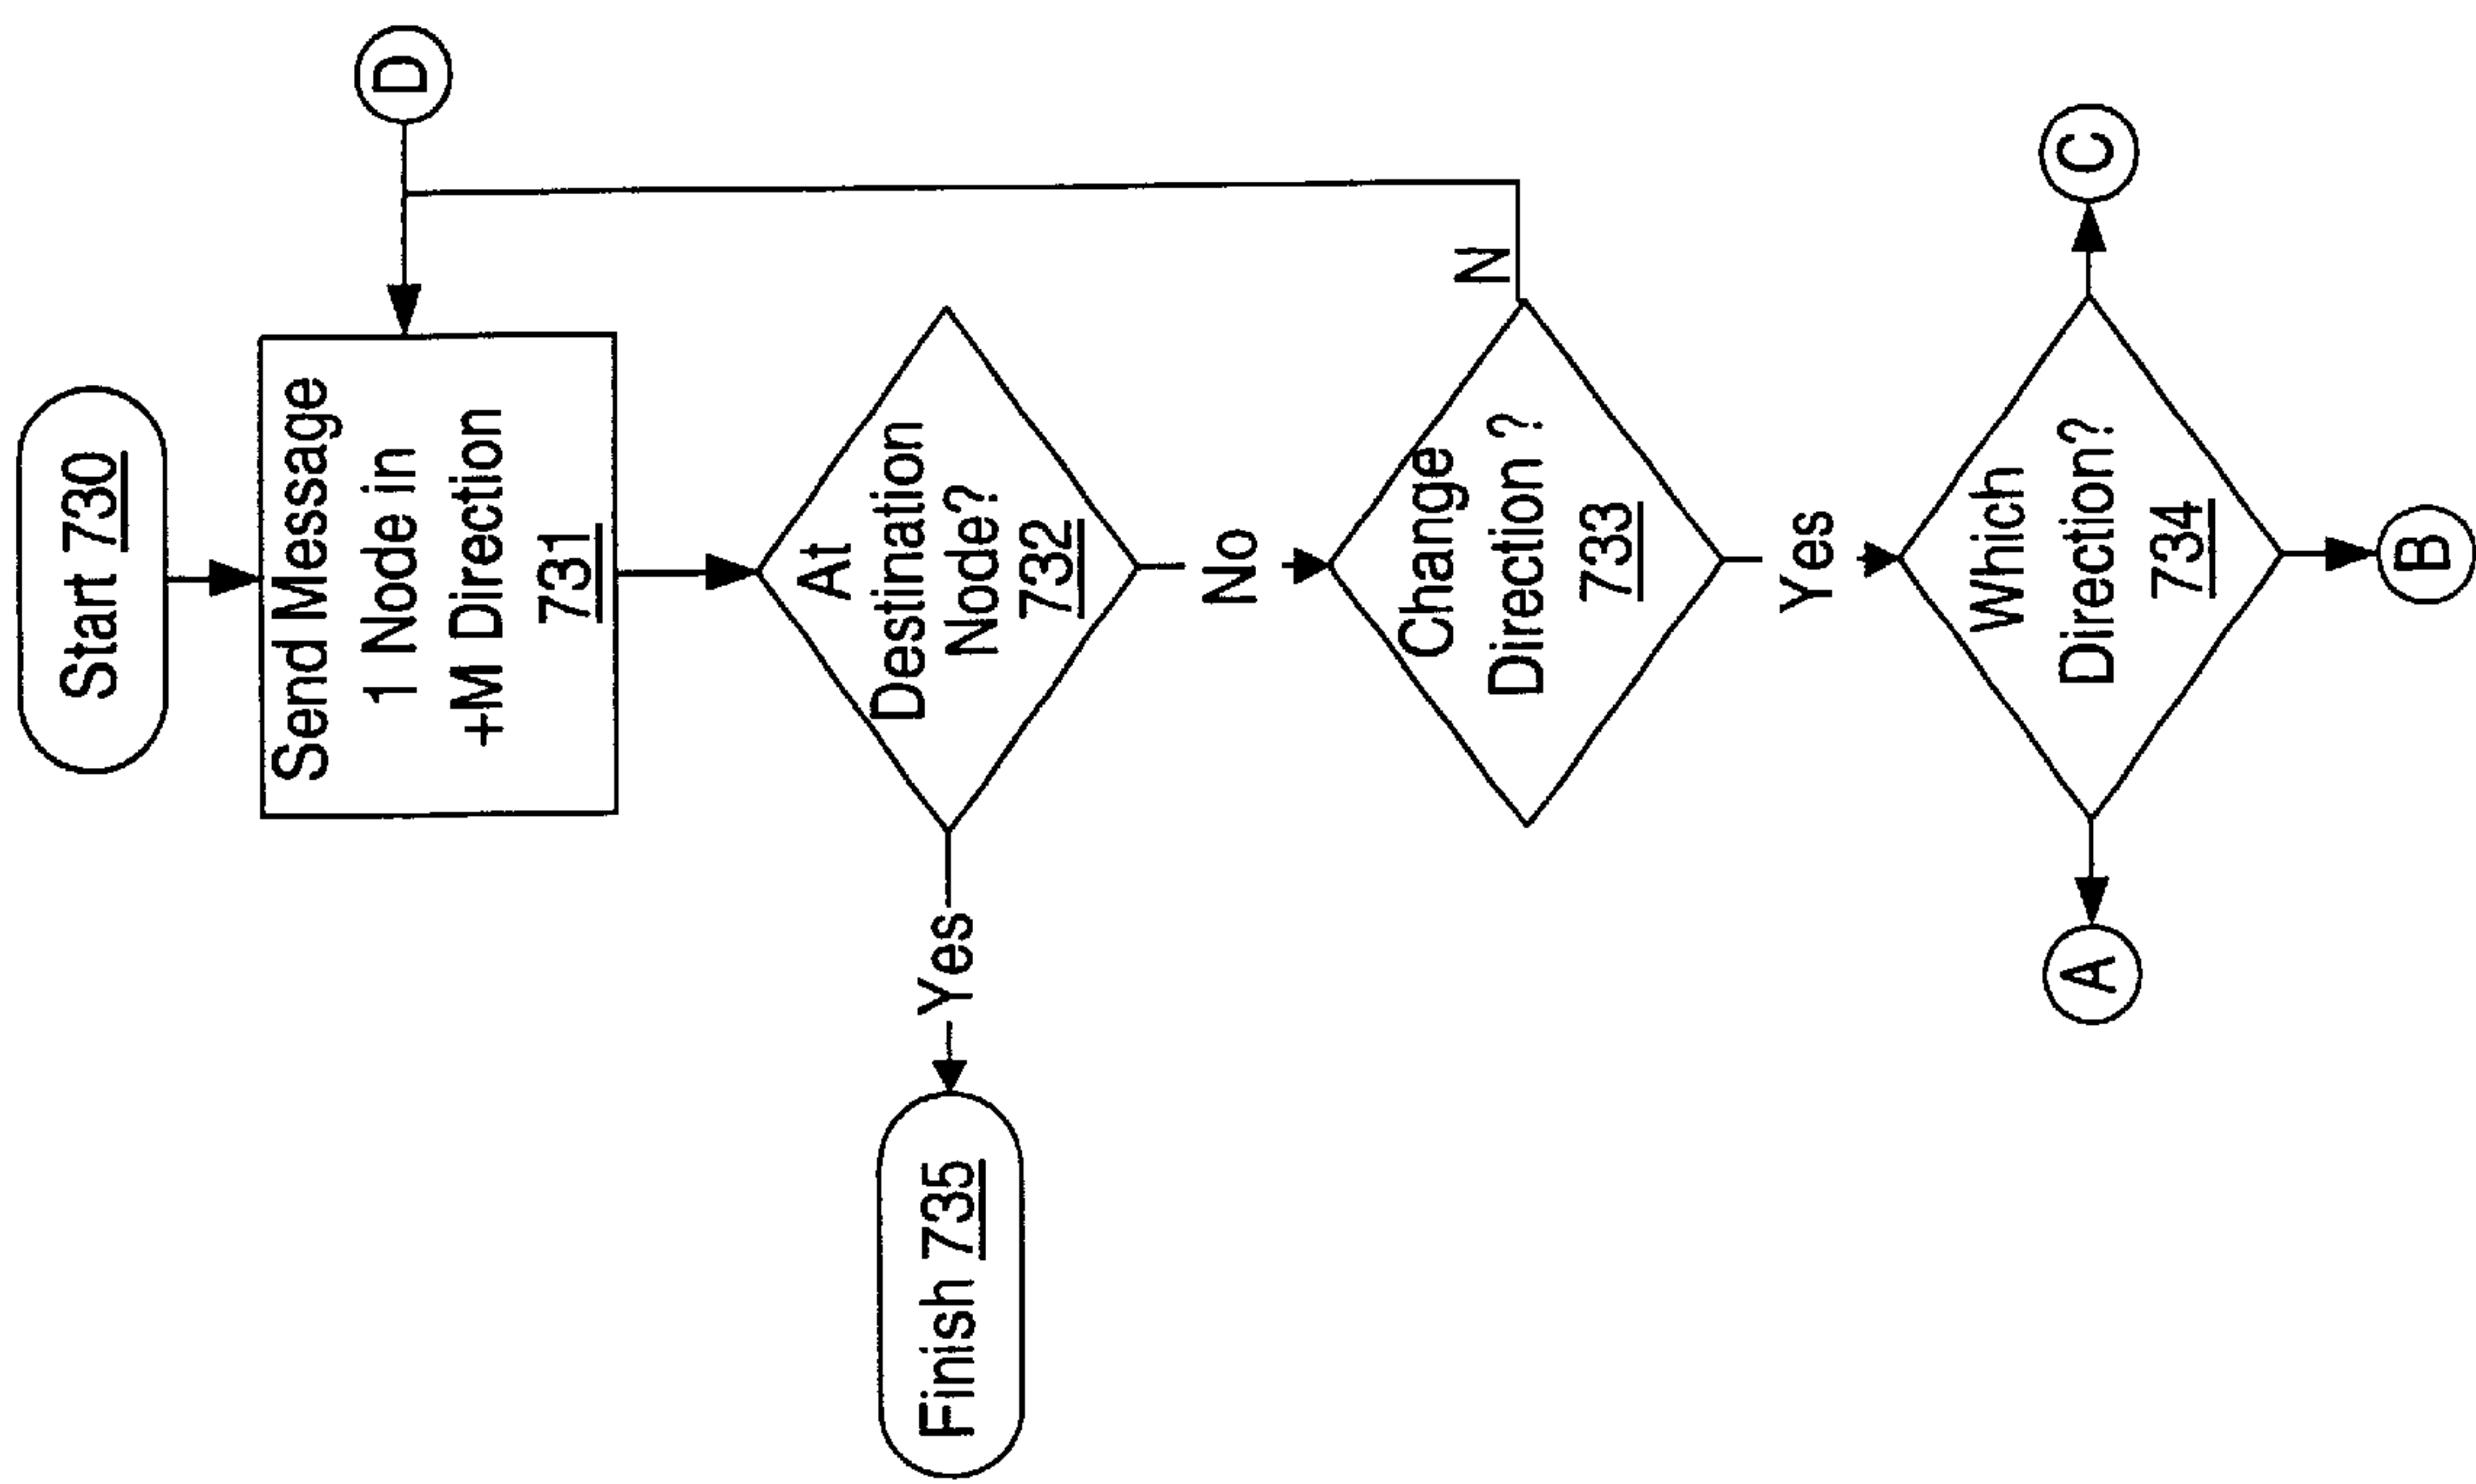 Start 730
D
Send Message
1 Node in
+M Direction
731
At
Destination
Node?
732
Yes
Finish 735
No
Change
Direction ?
733
N
Yes
Which
Direction?
734
A
B
C